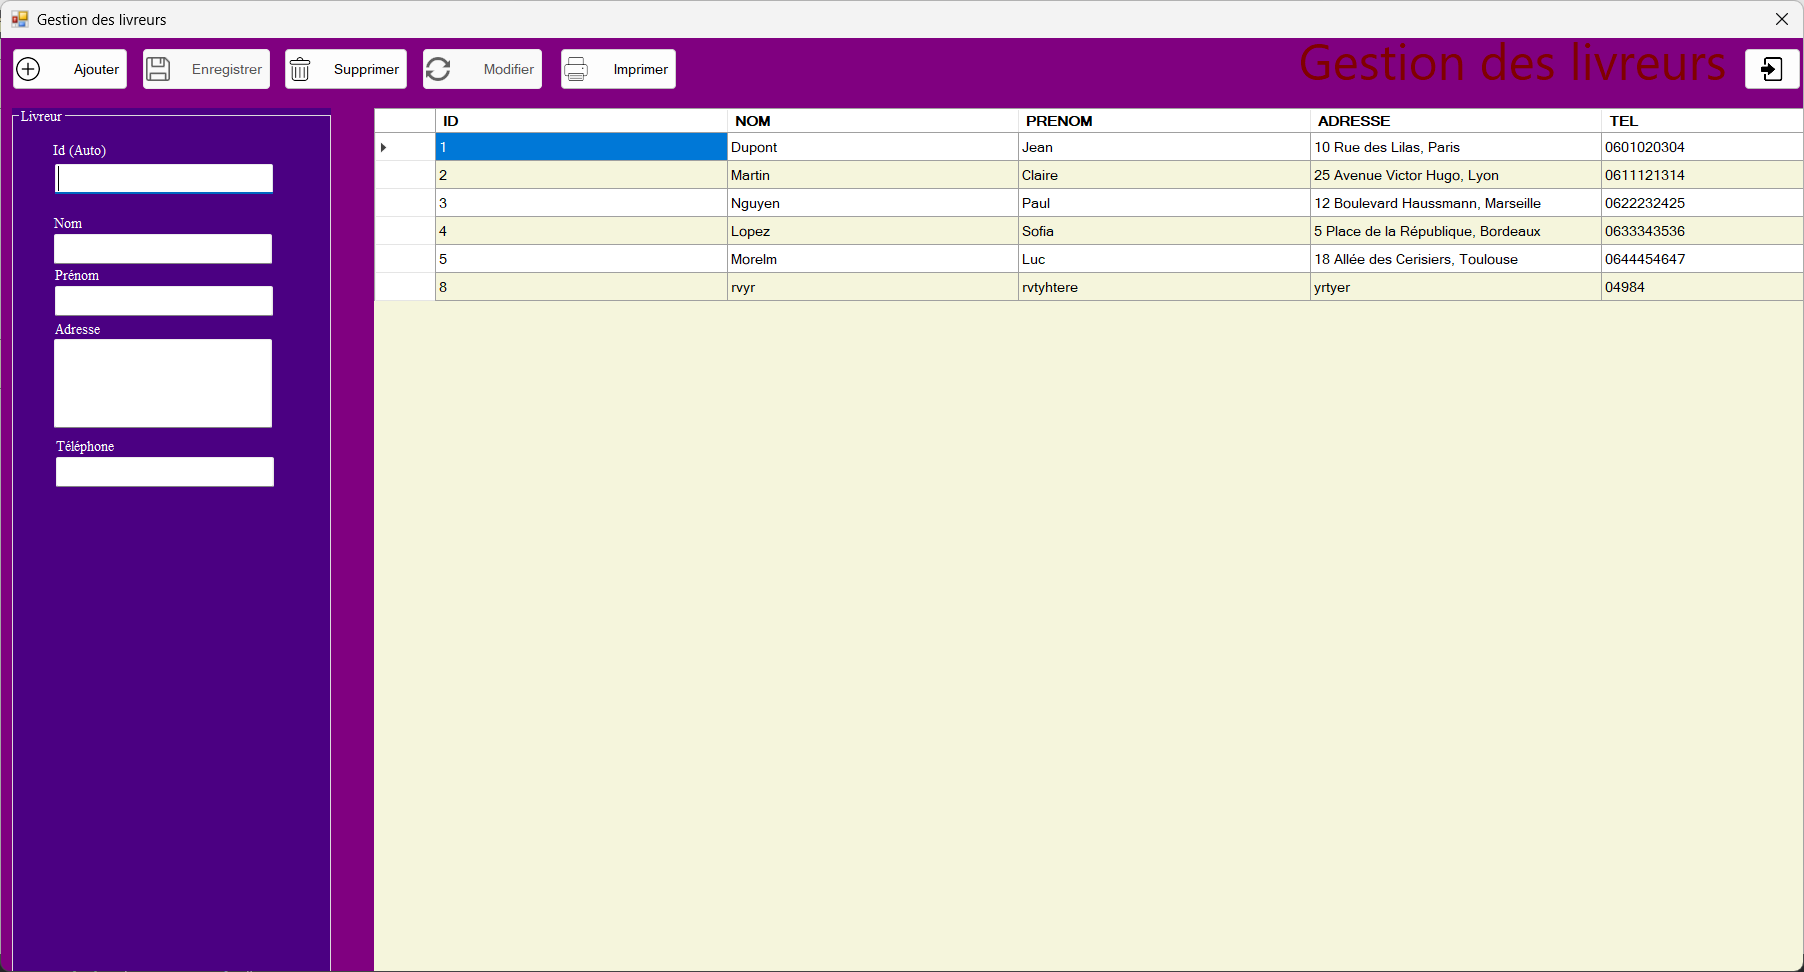 Gestion des livreurs
Ajouter
Enregistrer
Supprimer
Modifier
Imprimer
Gestion des livreurs
Livreur
Id (Auto)
Nom
Prénom
Adresse
Téléphone
ID NOM PRENOM ADRESSE TEL
1 Dupont Jean 10 Rue des Lilas, Paris 0601020304
2 Martin Claire 25 Avenue Victor Hugo, Lyon 0611121314
3 Nguyen Paul 12 Boulevard Haussmann, Marseille 0622232425
4 Lopez Sofia 5 Place de la République, Bordeaux 0633343536
5 Morelm Luc 18 Allée des Cerisiers, Toulouse 0644454647
8 rvyr rvtyhtere yrtyer 04984